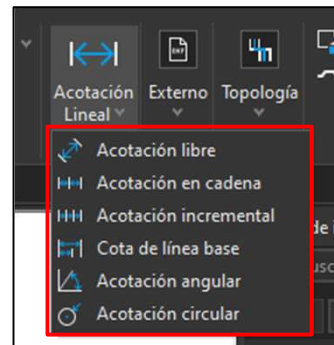 Acotación Externo Topología
Lineal
Acotación libre
Acotación en cadena
Acotación incremental
Cota de línea base
Acotación angular
Acotación circular